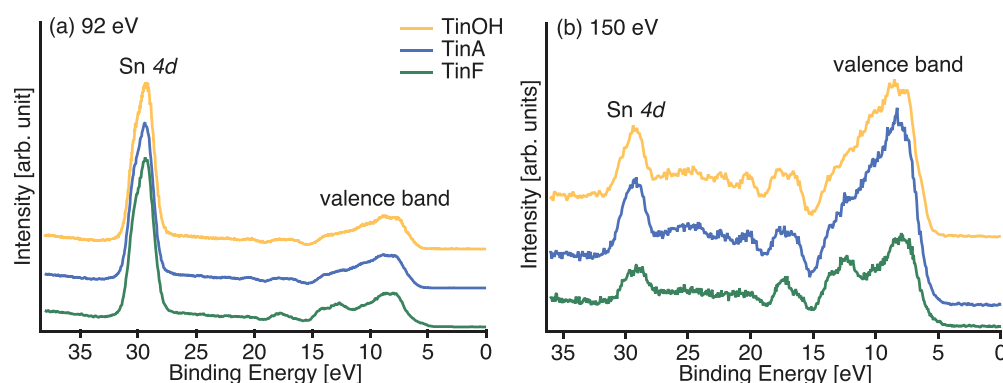 (a) 92 eV
TinOH
TinA
TinF
Sn 4d
valence band
Intensity [arb. unit]
35 30 25 20 15 10 5 0
Binding Energy [eV]
(b) 150 eV
valence band
Sn 4d
Intensity [arb. units]
35 30 25 20 15 10 5 0
Binding Energy [eV]